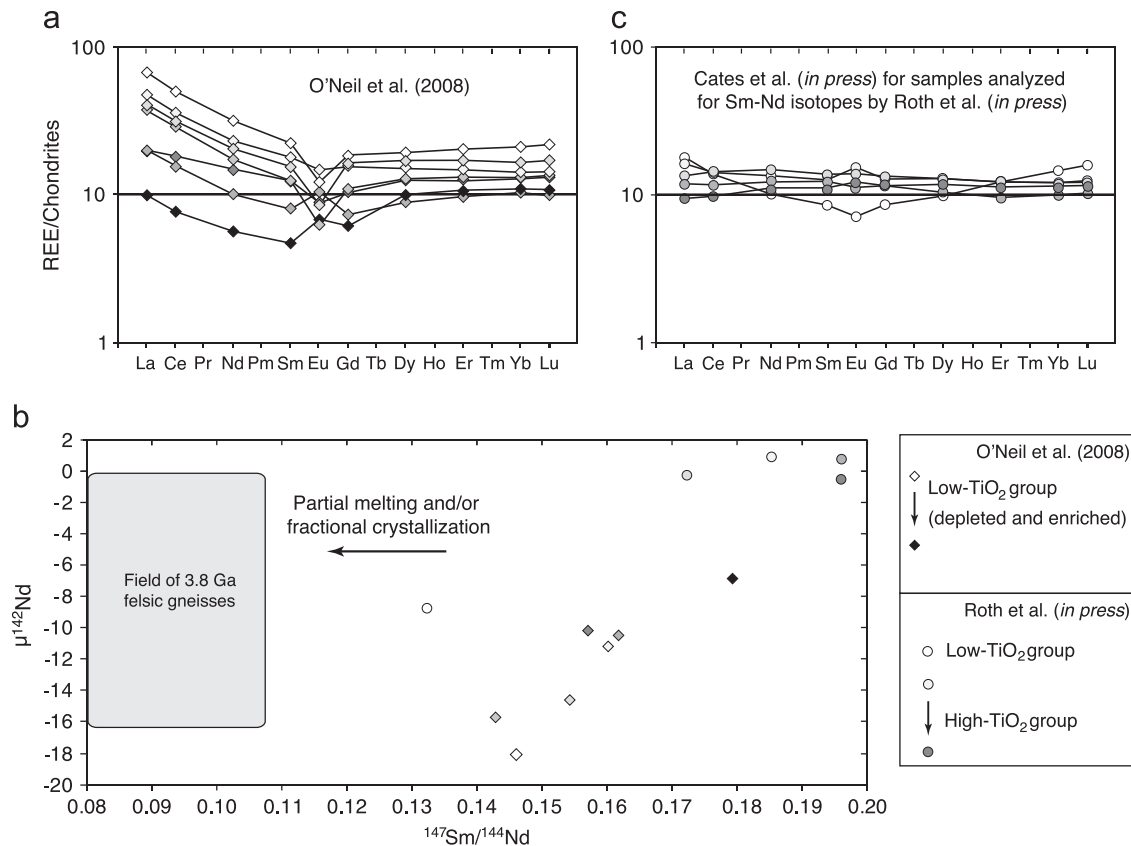 a
100
10
1
REE/Chondrites
O'Neil et al. (2008)
La Ce Pr Nd Pm Sm Eu Gd Tb Dy Ho Er Tm Yb Lu
c
100
10
1
Cates et al. (in press) for samples analyzed
for Sm-Nd isotopes by Roth et al. (in press)
La Ce Pr Nd Pm Sm Eu Gd Tb Dy Ho Er Tm Yb Lu
b
2
0
-2
-4
-6
-8
-10
-12
-14
-16
-18
-20
μ¹⁴²Nd
Partial melting and/or
fractional crystallization
Field of 3.8 Ga
felsic gneisses
0.08 0.09 0.10 0.11 0.12 0.13 0.14 0.15 0.16 0.17 0.18 0.19 0.20
¹⁴⁷Sm/¹⁴⁴Nd
O'Neil et al. (2008)
Low-TiO₂ group
(depleted and enriched)
Roth et al. (in press)
Low-TiO₂ group
High-TiO₂ group